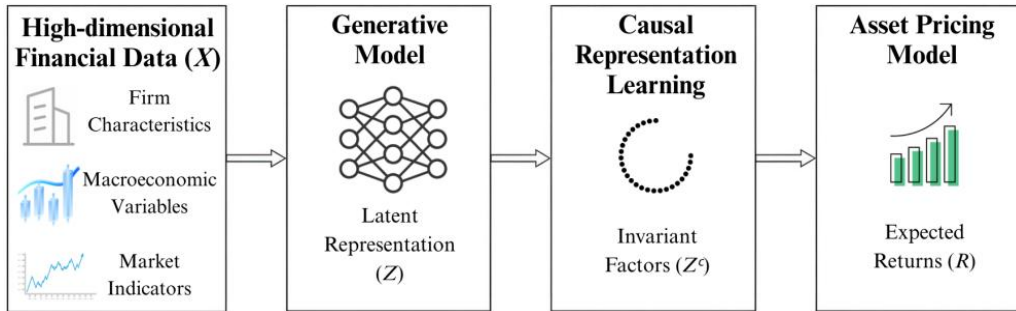 High-dimensional
Financial Data (X)
Firm
Characteristics
Macroeconomic
Variables
Market
Indicators
Generative
Model
Latent
Representation
(Z)
Causal
Representation
Learning
Invariant
Factors (Zᶜ)
Asset Pricing
Model
Expected
Returns (R)